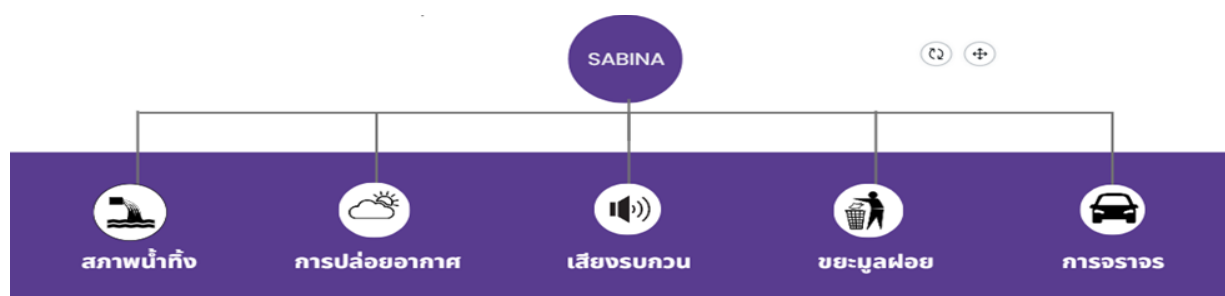 SABINA
สภาพน้ำทิ้ง
การปล่อยอากาศ
เสียงรบกวน
ขยะมูลฝอย
การจราจร